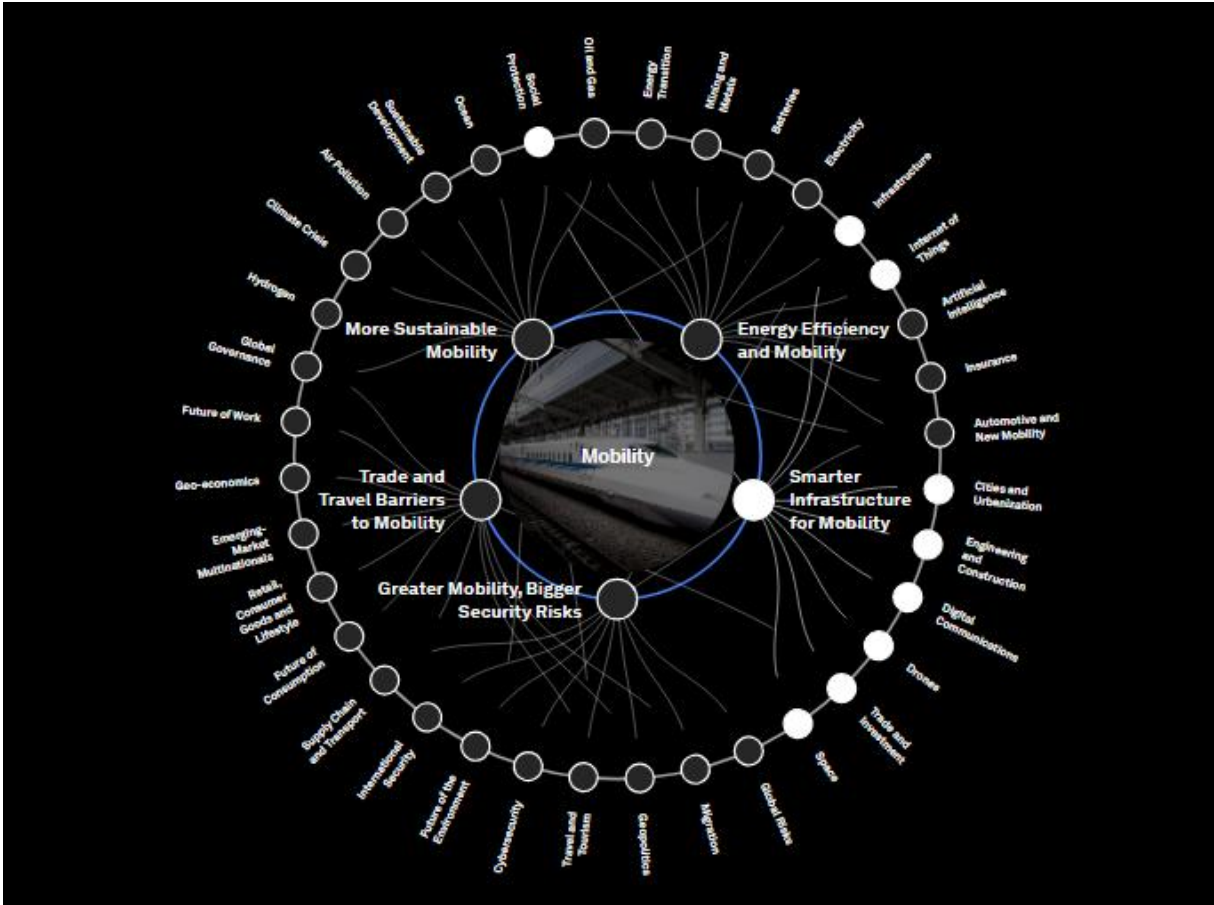 Oil and Gas
Energy
Transition
Mining and
Metals
Batteries
Electricity
Infrastructure
Internet of
Things
Artificial
Intelligence
Insurance
Automotive and
New Mobility
Cities and
Urbanization
Engineering
and
Construction
Digital
Communications
Drones
Trade and
Investment
Space
Global Risks
Migration
Geopolitics
Travel and
Tourism
Cybersecurity
Future of the
Environment
International
Security
Supply Chain
and Transport
Future of
Consumption
Retail,
Consumer
Goods and
Lifestyle
Emerging-
Market
Multinationals
Geo-economics
Future of Work
Global
Governance
Hydrogen
Climate Crisis
Air Pollution
Sustainable
Development
Ocean
Social
Protection
More Sustainable
Mobility
Energy Efficiency
and Mobility
Mobility
Trade and
Travel Barriers
to Mobility
Smarter
Infrastructure
for Mobility
Greater Mobility, Bigger
Security Risks